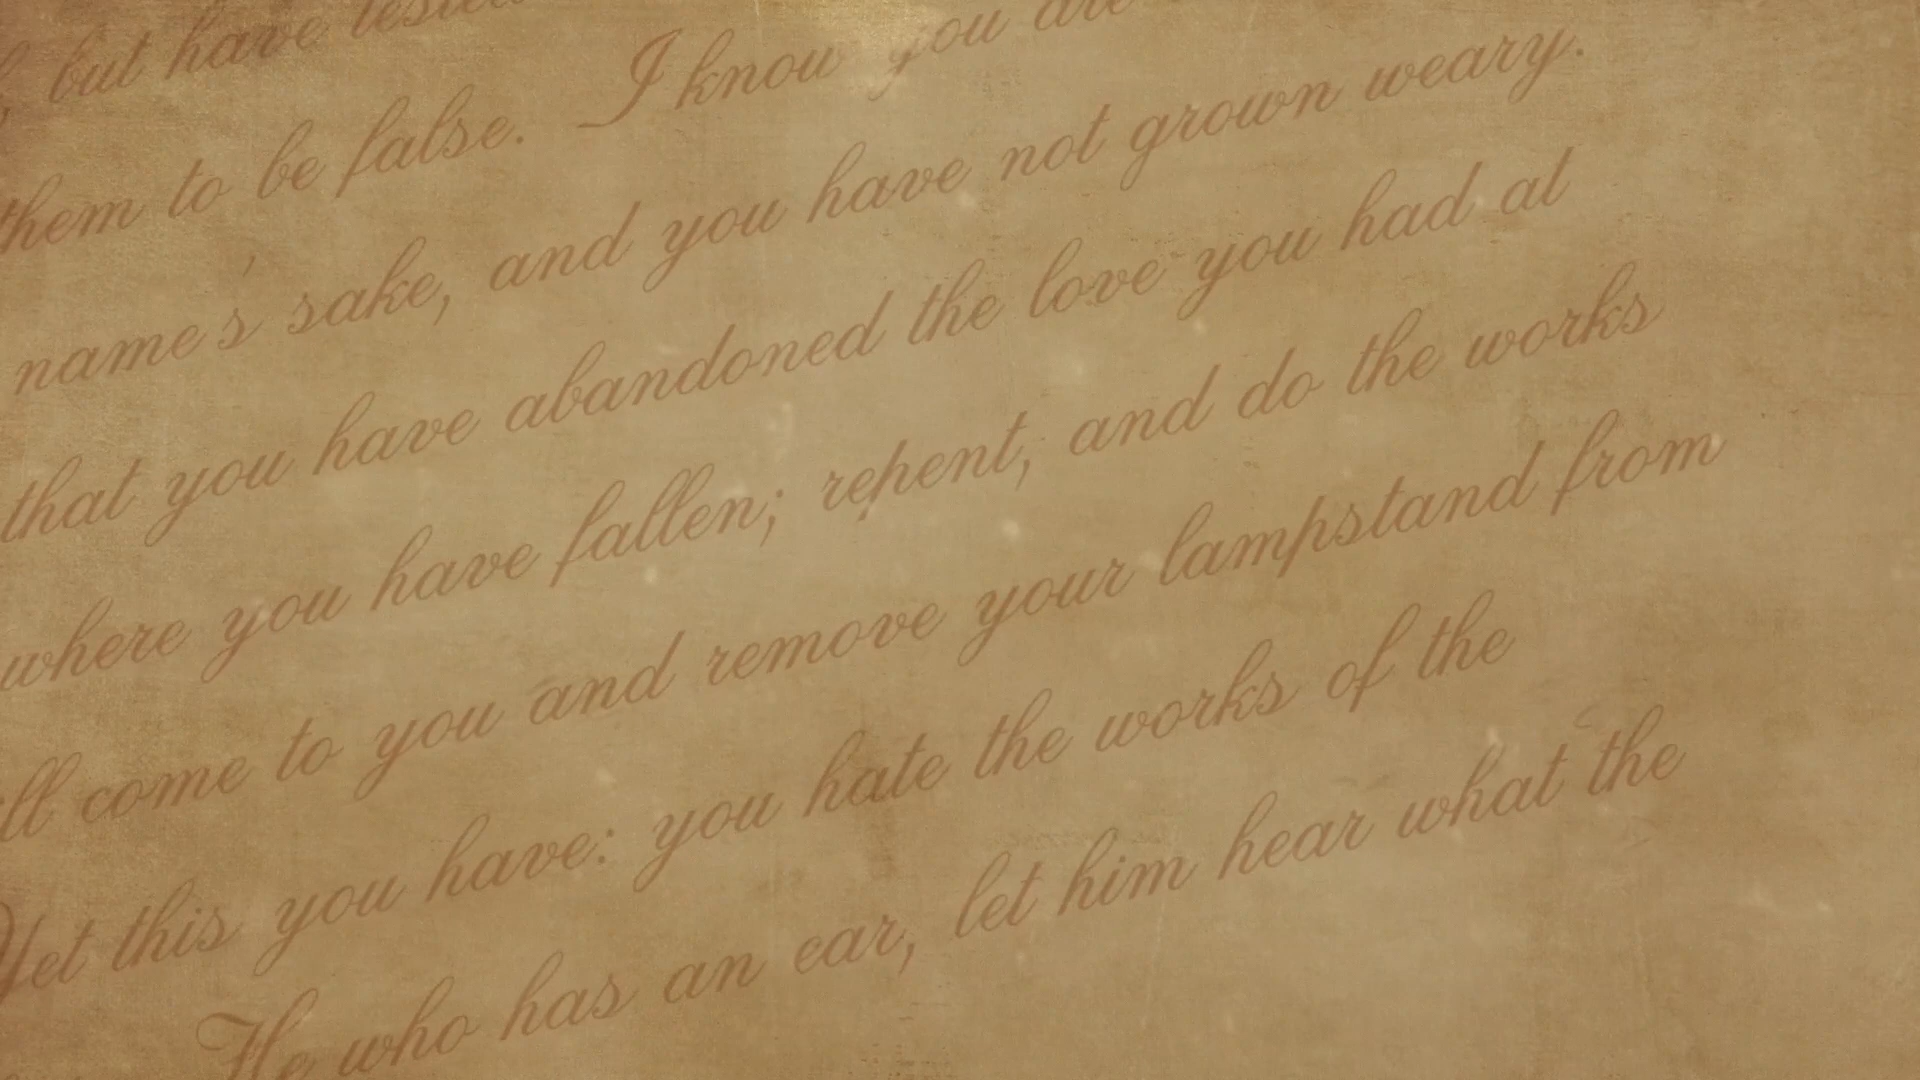 but have
them to be false. I know you are
name's sake, and you have not grown weary.
that you have abandoned the love you had at
where you have fallen; repent, and do the works
come to you and remove your lampstand from
Yet this you have: you hate the works of the
He who has an ear, let him hear what the